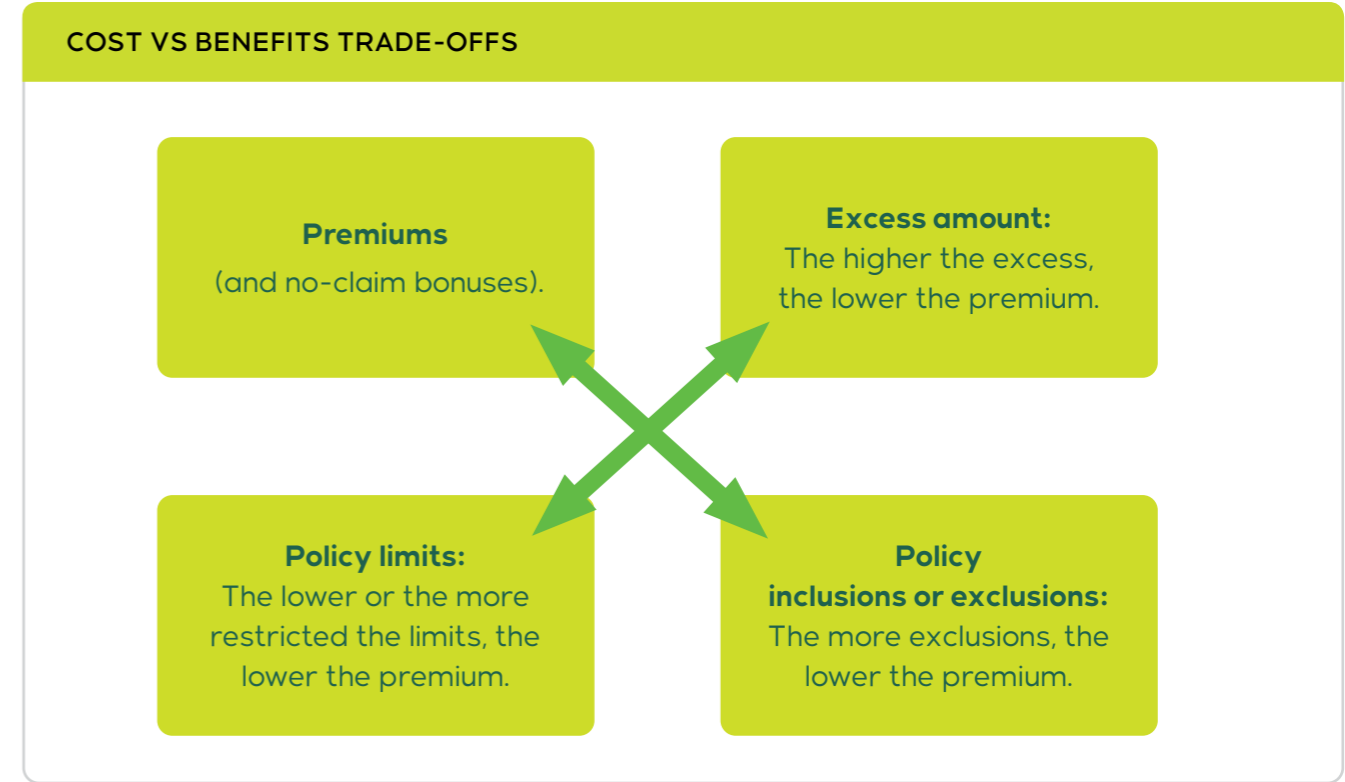 COST VS BENEFITS TRADE-OFFS
Premiums
(and no-claim bonuses).
Excess amount:
The higher the excess,
the lower the premium.
Policy limits:
The lower or the more
restricted the limits, the
lower the premium.
Policy
inclusions or exclusions:
The more exclusions, the
lower the premium.